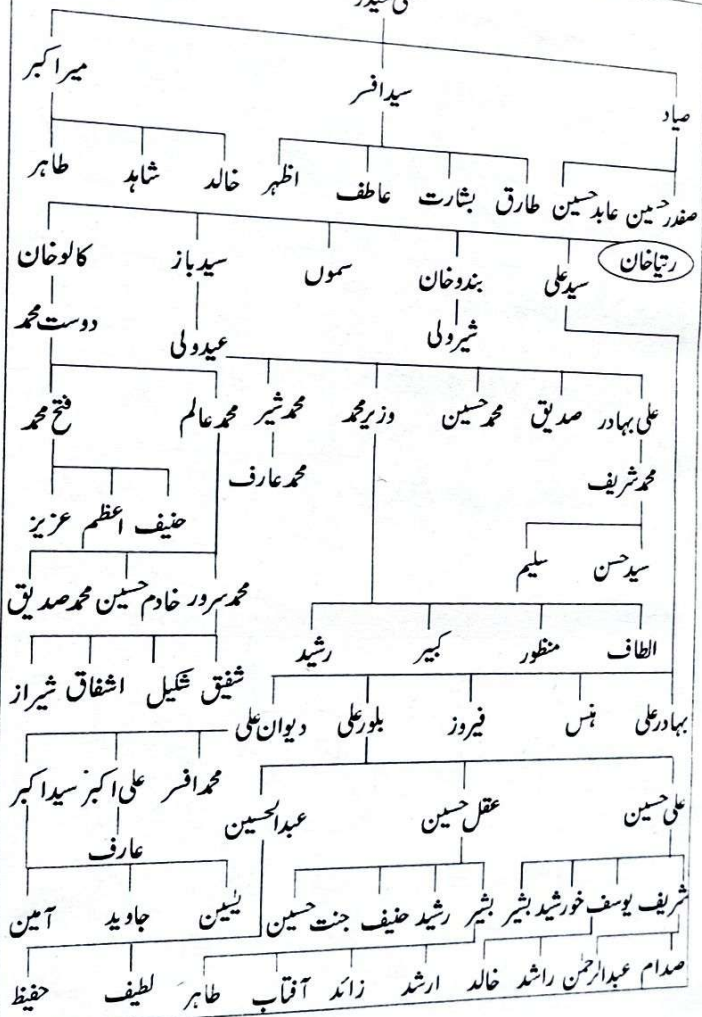 میر اکبر
سید افسر
صیاد
طاہر شاہد خالد اظہر عاطف بشارت طارق عابد حسین صفدر حسین
رتیا خان
سید علی بندو خان سموں سید باز کالو خان
شیر ولی عید ولی دوست محمد
علی بہادر صدیق محمد حسین وزیر محمد محمد شیر محمد عالم فتح محمد
محمد شریف محمد عارف
حنیف اعظم عزیز
سید حسن سلیم
محمد سرور خادم حسین محمد صدیق
الطاف منظور کبیر رشید
شفیق شکیل اشفاق شیراز
بہادر علی ہنس فیروز بلور علی دیوان علی
محمد افسر علی اکبر سید اکبر
علی حسین عقل حسین عبدالحسین
عارف
شریف یوسف خورشید بشیر بشیر رشید حنیف جنت حسین یٰسین جاوید آمین
صدام عبدالرحمٰن راشد خالد ارشد زائد آفتاب طاہر لطیف حفیظ